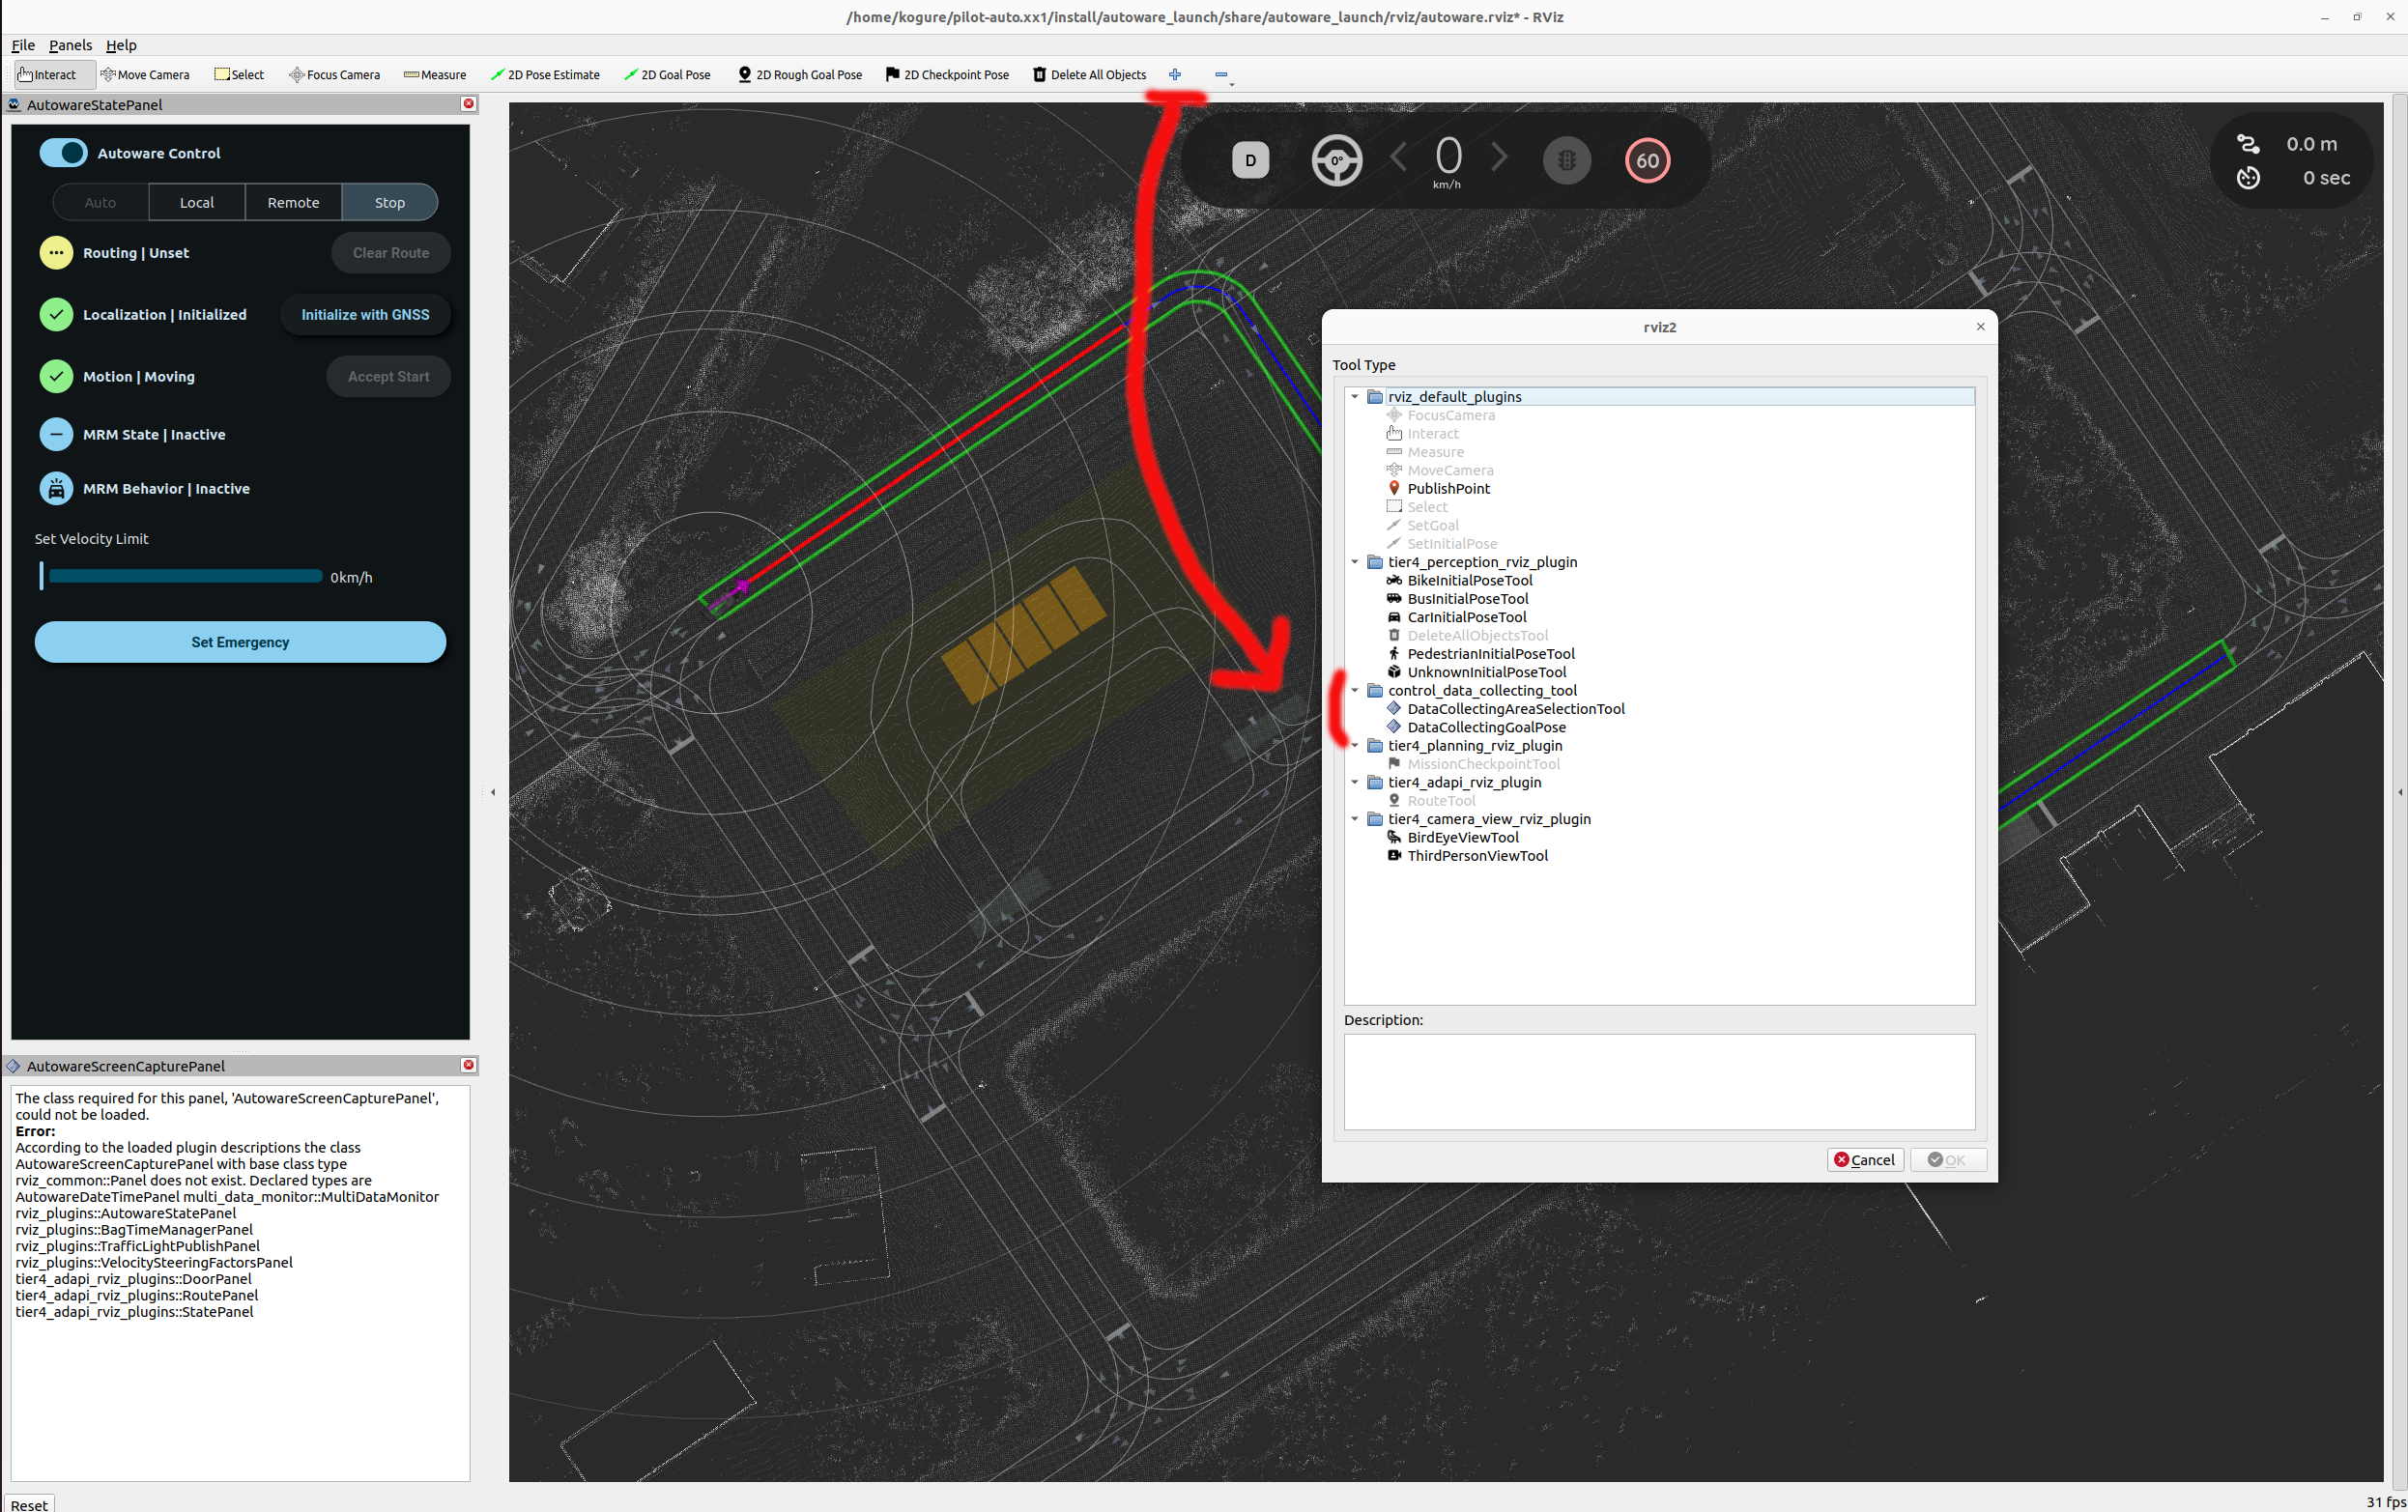 /home/kogure/pilot-auto.xx1/install/autoware_launch/share/autoware_launch/rviz/autoware.rviz* - RViz
File Panels Help
Interact Move Camera Select Focus Camera Measure 2D Pose Estimate 2D Goal Pose 2D Rough Goal Pose 2D Checkpoint Pose Delete All Objects
AutowareStatePanel
Autoware Control
Auto Local Remote Stop
Routing | Unset Clear Route
Localization | Initialized Initialize with GNSS
Motion | Moving Accept Start
MRM State | Inactive
MRM Behavior | Inactive
Set Velocity Limit
0km/h
Set Emergency
AutowareScreenCapturePanel
The class required for this panel, 'AutowareScreenCapturePanel',
could not be loaded.
Error:
According to the loaded plugin descriptions the class
AutowareScreenCapturePanel with base class type
rviz_common::Panel does not exist. Declared types are
AutowareDateTimePanel multi_data_monitor::MultiDataMonitor
rviz_plugins::AutowareStatePanel
rviz_plugins::BagTimeManagerPanel
rviz_plugins::TrafficLightPublishPanel
rviz_plugins::VelocitySteeringFactorsPanel
tier4_adapi_rviz_plugins::DoorPanel
tier4_adapi_rviz_plugins::RoutePanel
tier4_adapi_rviz_plugins::StatePanel
Reset
D 0° 0 60
km/h
0.0 m
0 sec
rviz2
Tool Type
rviz_default_plugins
FocusCamera
Interact
Measure
MoveCamera
PublishPoint
Select
SetGoal
SetInitialPose
tier4_perception_rviz_plugin
BikeInitialPoseTool
BusInitialPoseTool
CarInitialPoseTool
DeleteAllObjectsTool
PedestrianInitialPoseTool
UnknownInitialPoseTool
control_data_collecting_tool
DataCollectingAreaSelectionTool
DataCollectingGoalPose
tier4_planning_rviz_plugin
MissionCheckpointTool
tier4_adapi_rviz_plugin
RouteTool
tier4_camera_view_rviz_plugin
BirdEyeViewTool
ThirdPersonViewTool
Description:
Cancel OK
31 fps